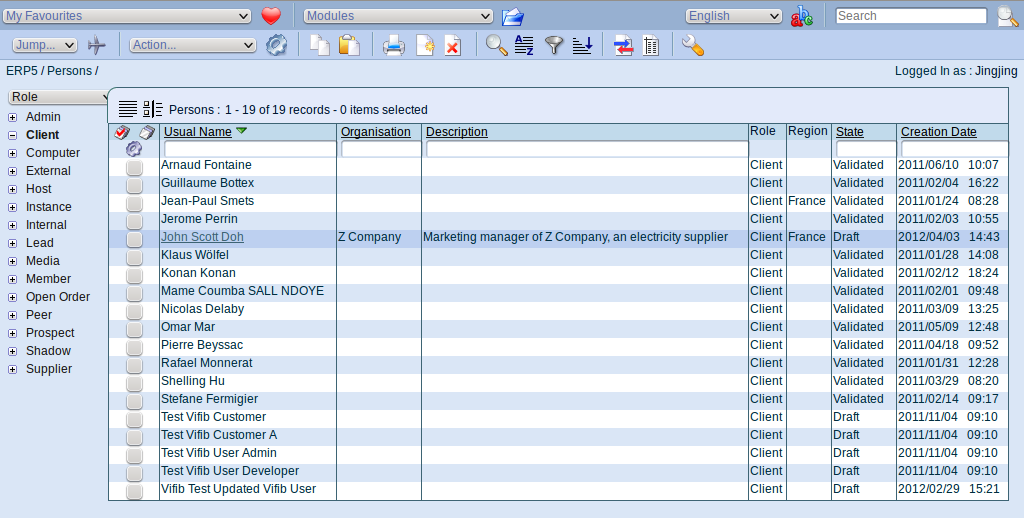 My Favourites Modules English Search
Jump... Action...
ERP5 / Persons / Logged In as : Jingjing
Role
Admin
Client
Computer
External
Host
Instance
Internal
Lead
Media
Member
Open Order
Peer
Prospect
Shadow
Supplier
Persons : 1 - 19 of 19 records - 0 items selected
Usual Name Organisation Description Role Region State Creation Date
Arnaud Fontaine Client Validated 2011/06/10 10:07
Guillaume Bottex Client Validated 2011/02/04 16:22
Jean-Paul Smets Client France Validated 2011/01/24 08:28
Jerome Perrin Client Validated 2011/02/03 10:55
John Scott Doh Z Company Marketing manager of Z Company, an electricity supplier Client France Draft 2012/04/03 14:43
Klaus Wölfel Client Validated 2011/01/28 14:08
Konan Konan Client Validated 2011/02/12 18:24
Mame Coumba SALL NDOYE Client Validated 2011/02/01 09:48
Nicolas Delaby Client Validated 2011/03/09 13:25
Omar Mar Client Validated 2011/05/09 12:48
Pierre Beyssac Client Validated 2011/04/18 09:52
Rafael Monnerat Client Validated 2011/01/31 12:28
Shelling Hu Client Validated 2011/03/29 08:20
Stefane Fermigier Client Validated 2011/02/14 09:17
Test Vifib Customer Client Draft 2011/11/04 09:10
Test Vifib Customer A Client Draft 2011/11/04 09:10
Test Vifib User Admin Client Draft 2011/11/04 09:10
Test Vifib User Developer Client Draft 2011/11/04 09:10
Vifib Test Updated Vifib User Client Draft 2012/02/29 15:21